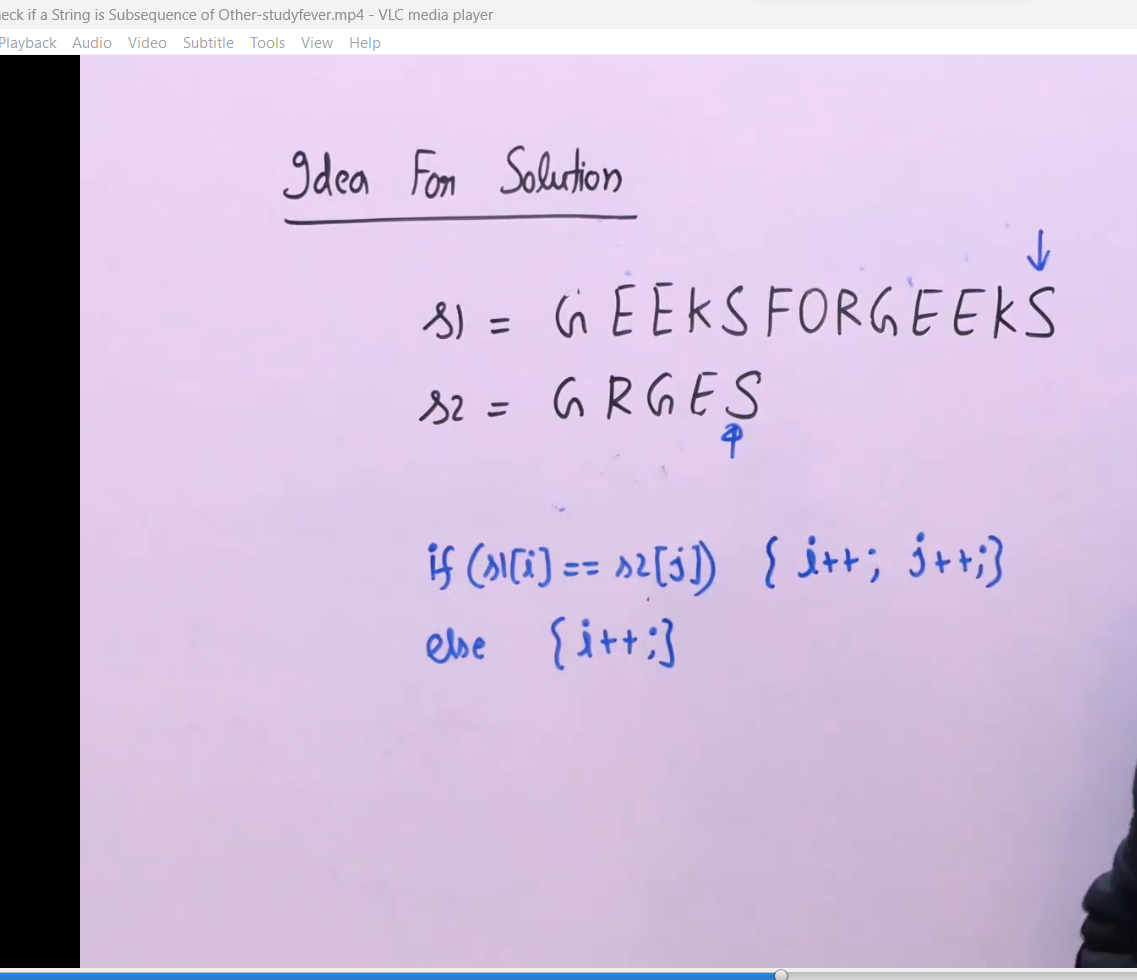 eck if a String is Subsequence of Other-studyfever.mp4 - VLC media player
Playback Audio Video Subtitle Tools View Help
Idea For Solution
s1 = GEEKSFORGEEKS
s2 = GRGES
if (s1[i] == s2[j]) { i++; j++;}
else {i++;}